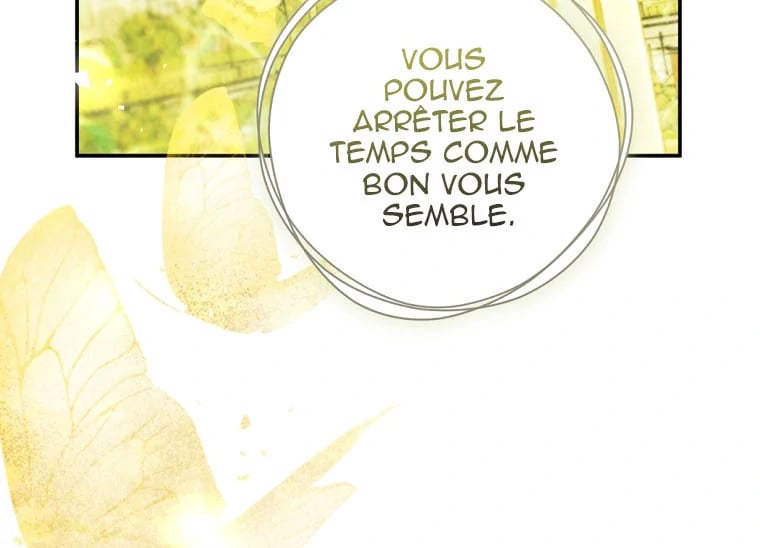 VOUS
POUVEZ
ARRÊTER LE
TEMPS COMME
BON VOUS
SEMBLE.